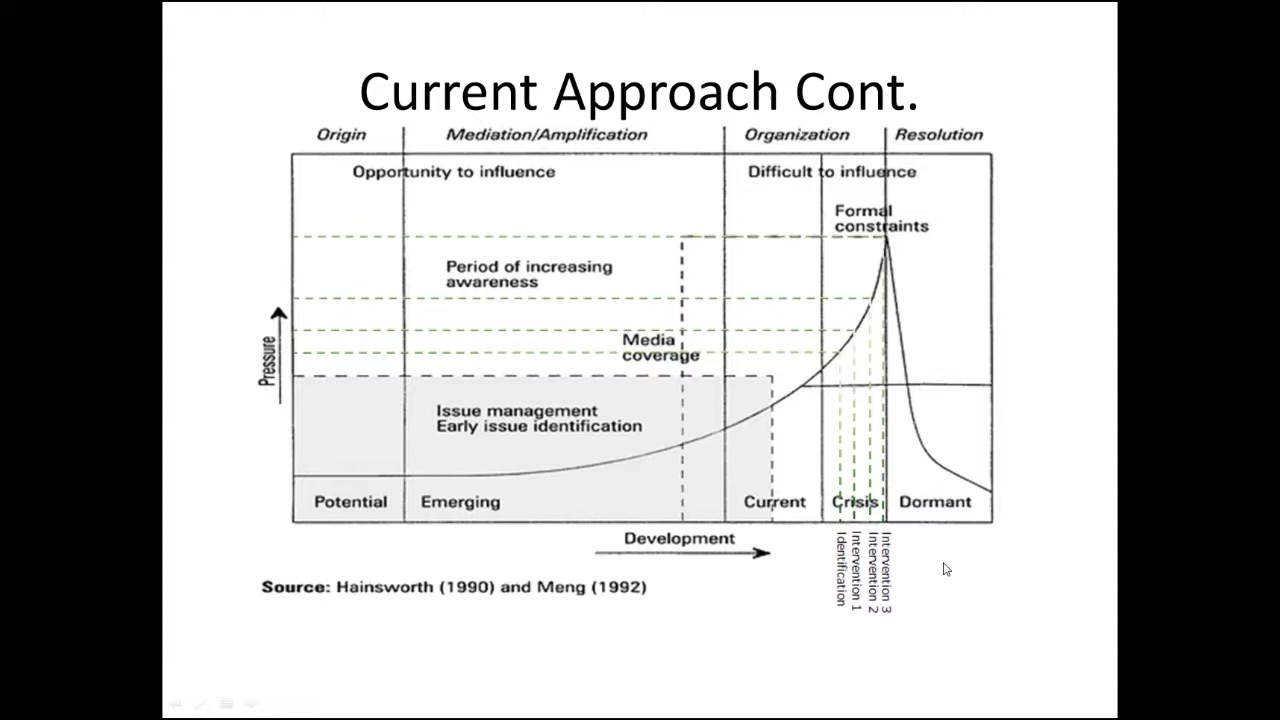 Current Approach Cont.
Origin
Mediation/Amplification
Organization
Resolution
Opportunity to influence
Difficult to influence
Formal
constraints
Period of increasing
awareness
Media
coverage
Pressure
Issue management
Early issue identification
Potential
Emerging
Current
Crisis
Dormant
Development
Identification
Intervention 1
Intervention 2
Intervention 3
Source: Hainsworth (1990) and Meng (1992)